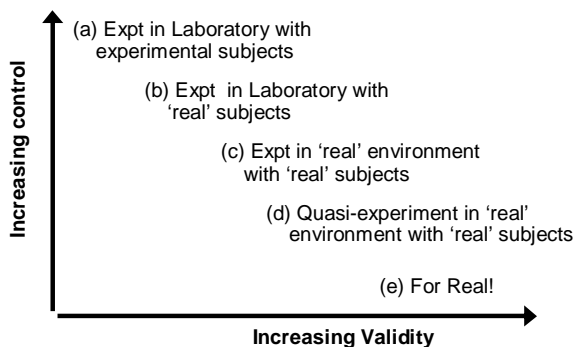 Increasing control
(a) Expt in Laboratory with
experimental subjects
(b) Expt in Laboratory with
‘real’ subjects
(c) Expt in ‘real’ environment
with ‘real’ subjects
(d) Quasi-experiment in ‘real’
environment with ‘real’ subjects
(e) For Real!
Increasing Validity